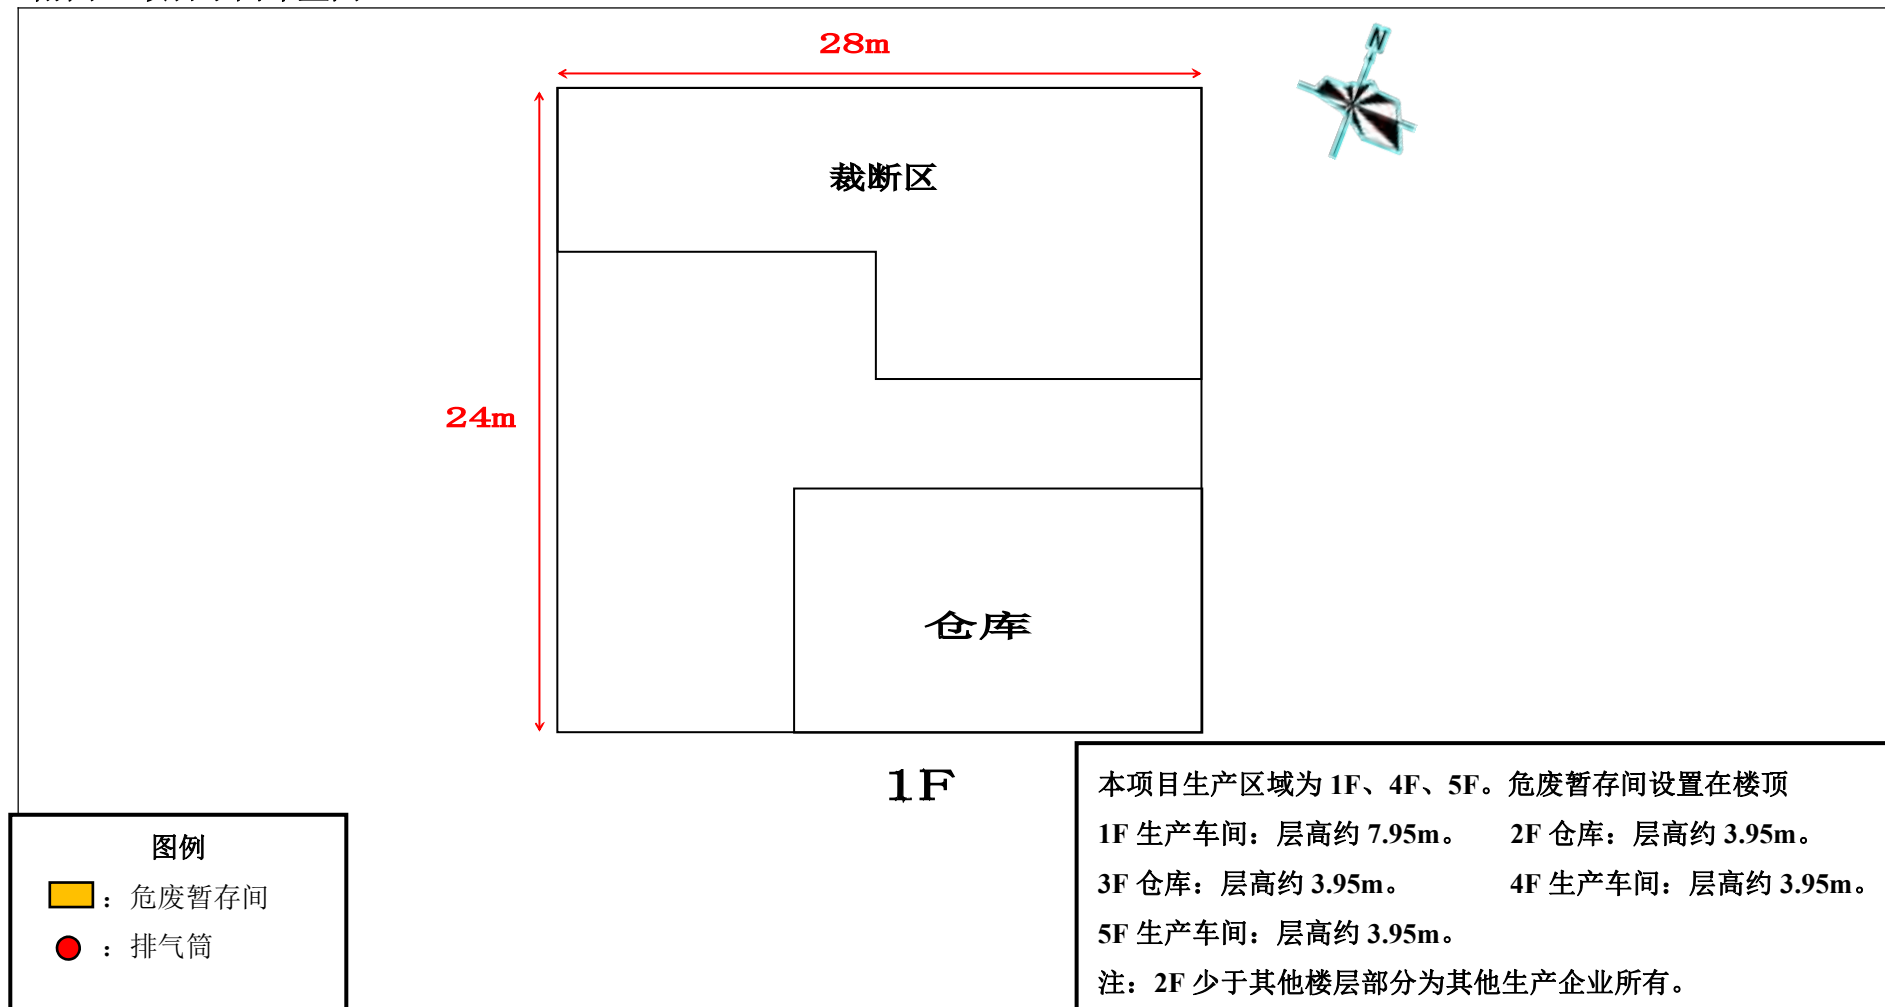 28m
N
裁断区
24m
仓库
1F
本项目生产区域为 1F、4F、5F。危废暂存间设置在楼顶
1F 生产车间：层高约 7.95m。 2F 仓库：层高约 3.95m。
3F 仓库：层高约 3.95m。 4F 生产车间：层高约 3.95m。
5F 生产车间：层高约 3.95m。
注：2F 少于其他楼层部分为其他生产企业所有。
图例
：危废暂存间
：排气筒